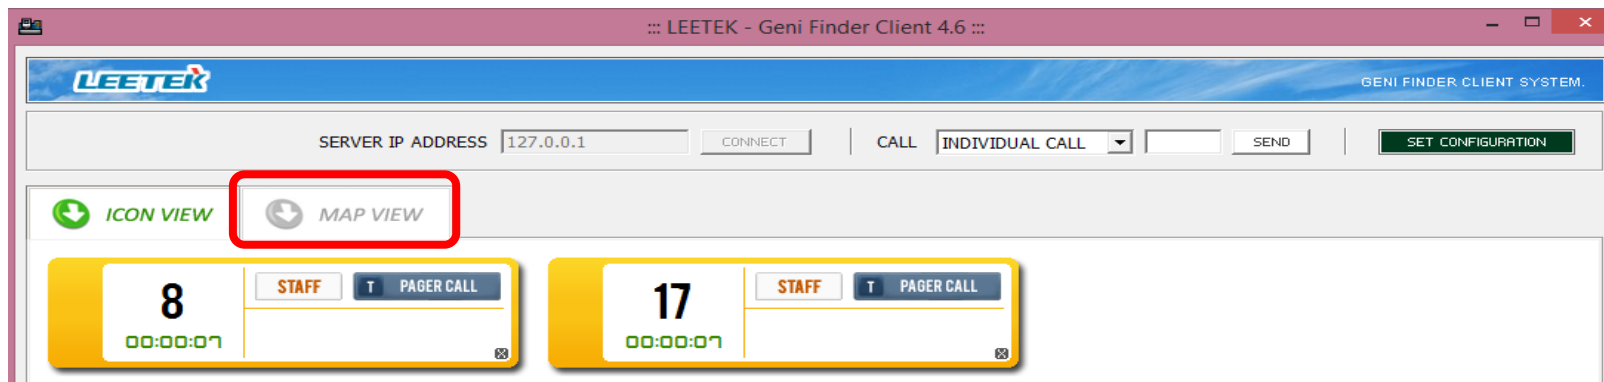 ::: LEETEK - Geni Finder Client 4.6 :::
LEETEK
GENI FINDER CLIENT SYSTEM.
SERVER IP ADDRESS 127.0.0.1 CONNECT CALL INDIVIDUAL CALL SEND SET CONFIGURATION
ICON VIEW MAP VIEW
8 STAFF T PAGER CALL
00:00:07
17 STAFF T PAGER CALL
00:00:07